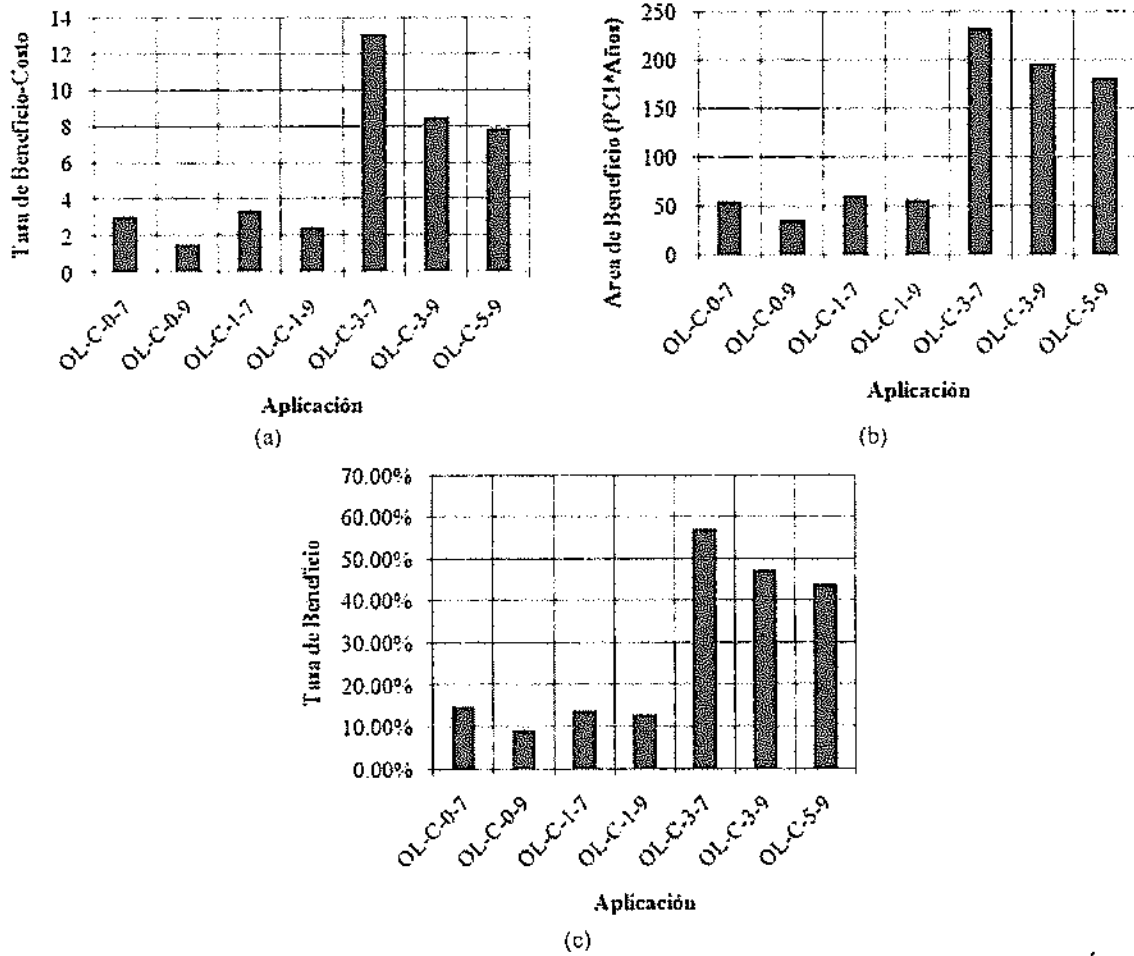 Tasa de Beneficio-Costo
14
12
10
8
6
4
2
0
OL-C-0-7
OL-C-0-9
OL-C-1-7
OL-C-1-9
OL-C-3-7
OL-C-3-9
OL-C-5-9
Aplicación
(a)
Area de Beneficio (PCI*Años)
250
200
150
100
50
0
OL-C-0-7
OL-C-0-9
OL-C-1-7
OL-C-1-9
OL-C-3-7
OL-C-3-9
OL-C-5-9
Aplicación
(b)
Tasa de Beneficio
70.00%
60.00%
50.00%
40.00%
30.00%
20.00%
10.00%
0.00%
OL-C-0-7
OL-C-0-9
OL-C-1-7
OL-C-1-9
OL-C-3-7
OL-C-3-9
OL-C-5-9
Aplicación
(c)